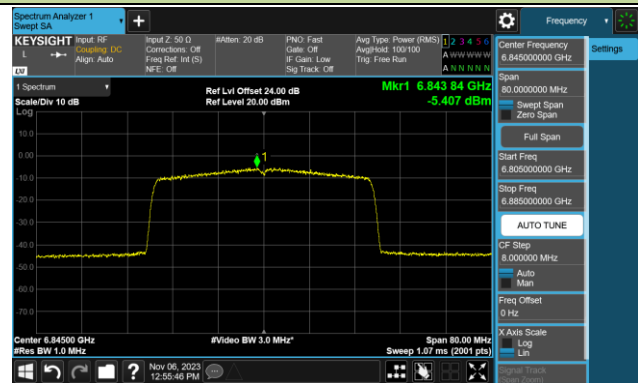 Spectrum Analyzer 1
Swept SA
Frequency
KEYSIGHT
Input: RF
Coupling: DC
Align: Auto
Input Z: 50 Ω
Corrections: Off
Freq Ref: Int (S)
NFE: Off
#Atten: 20 dB
PNO: Fast
Gate: Off
IF Gain: Low
Sig Track: Off
Avg Type: Power (RMS)
Avg|Hold: 100/100
Trig: Free Run
1 2 3 4 5 6
A W W W W W
A N N N N N
L
LXI
1 Spectrum
Scale/Div 10 dB
Log
Ref Lvl Offset 24.00 dB
Ref Level 20.00 dBm
Mkr1 6.843 84 GHz
-5.407 dBm
10.0
0.00
-10.0
-20.0
-30.0
-40.0
-50.0
-60.0
-70.0
1
Center 6.84500 GHz
#Res BW 1.0 MHz
#Video BW 3.0 MHz*
Span 80.00 MHz
Sweep 1.07 ms (2001 pts)
Nov 06, 2023
12:55:46 PM
Center Frequency
6.845000000 GHz
Settings
Span
80.0000000 MHz
Swept Span
Zero Span
Full Span
Start Freq
6.805000000 GHz
Stop Freq
6.885000000 GHz
AUTO TUNE
CF Step
8.000000 MHz
Auto
Man
Freq Offset
0 Hz
X Axis Scale
Log
Lin
Signal Track
(Span Zoom)